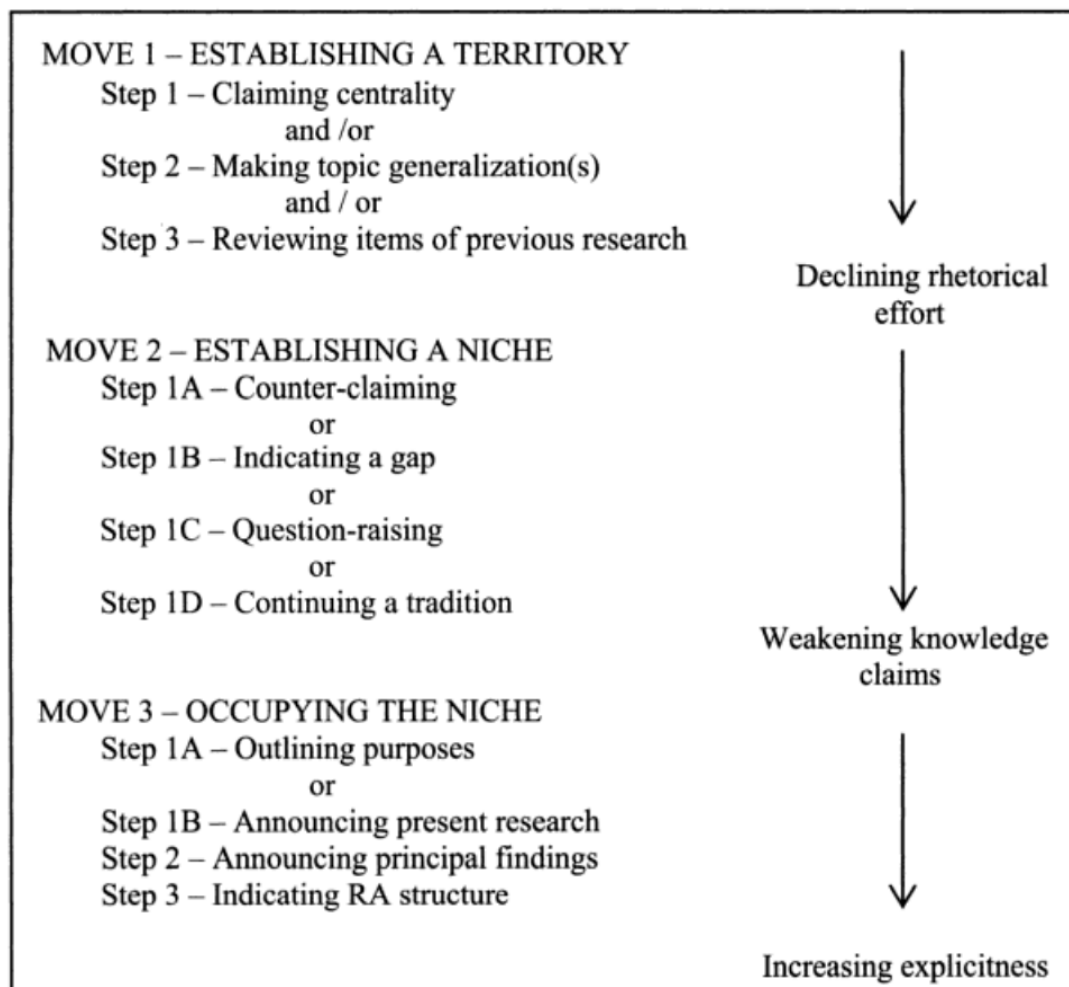 MOVE 1 – ESTABLISHING A TERRITORY
Step 1 – Claiming centrality
and /or
Step 2 – Making topic generalization(s)
and / or
Step 3 – Reviewing items of previous research
Declining rhetorical
effort
MOVE 2 – ESTABLISHING A NICHE
Step 1A – Counter-claiming
or
Step 1B – Indicating a gap
or
Step 1C – Question-raising
or
Step 1D – Continuing a tradition
Weakening knowledge
claims
MOVE 3 – OCCUPYING THE NICHE
Step 1A – Outlining purposes
or
Step 1B – Announcing present research
Step 2 – Announcing principal findings
Step 3 – Indicating RA structure
Increasing explicitness